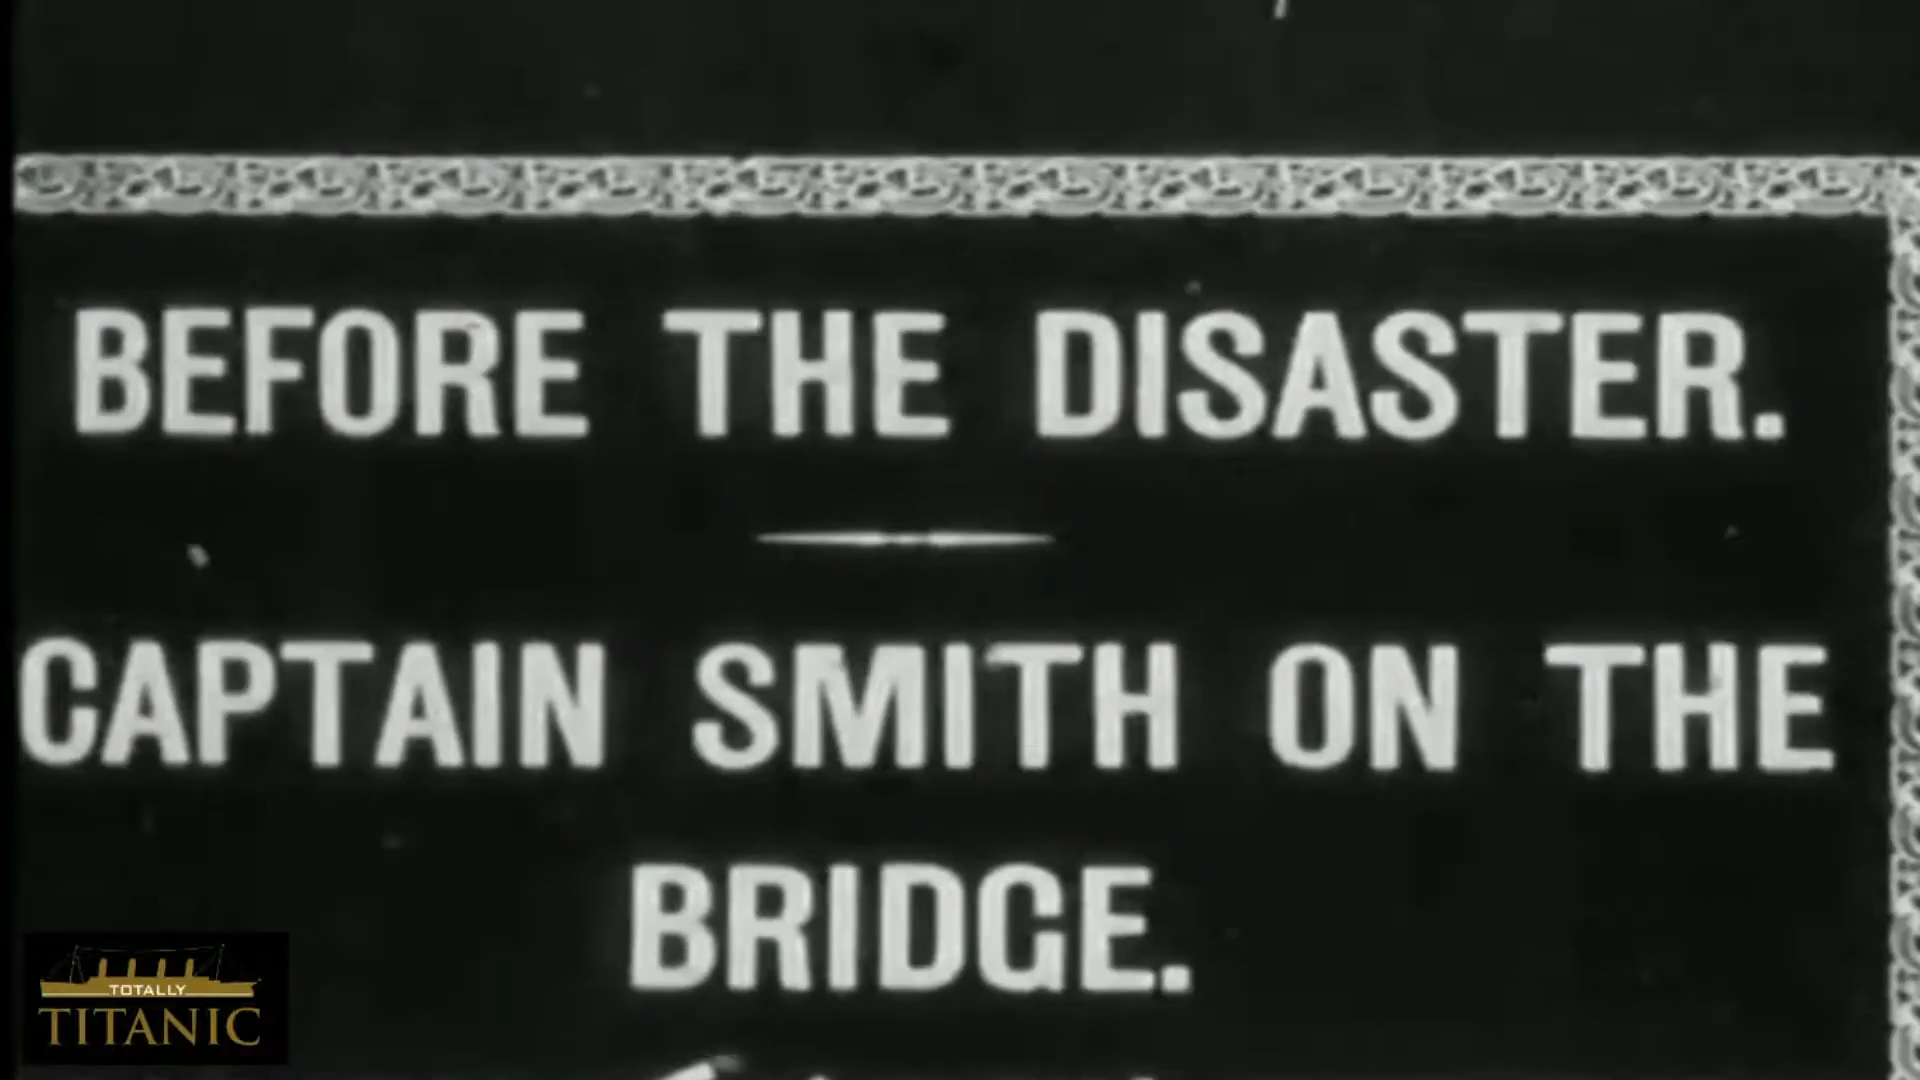 BEFORE THE DISASTER.
CAPTAIN SMITH ON THE
BRIDGE.
TOTALLY
TITANIC